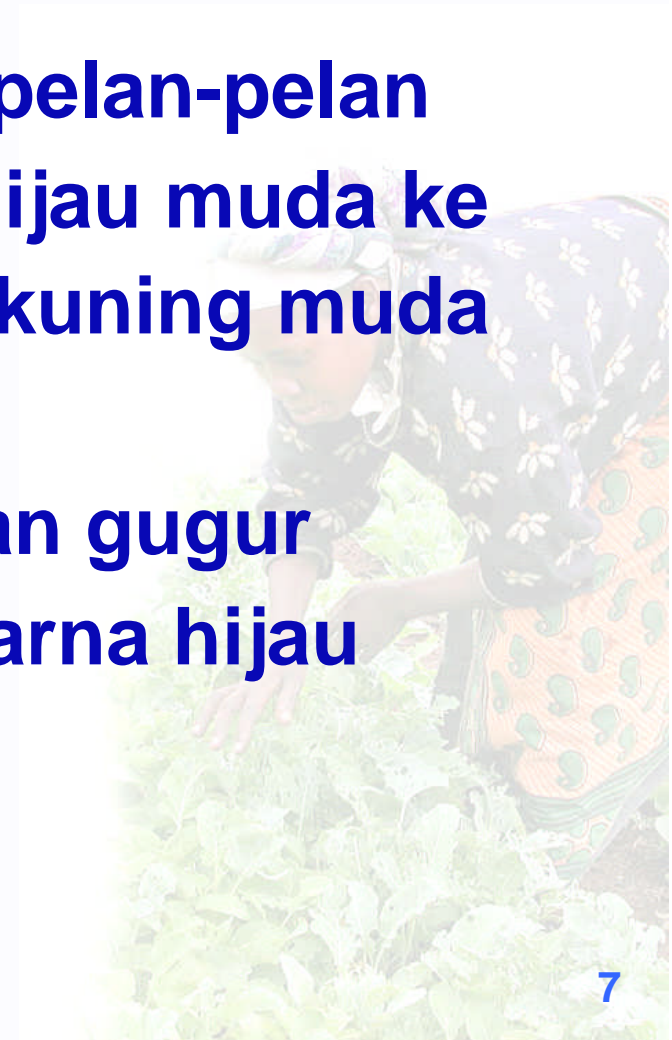 pelan-pelan
ijau muda ke
kuning muda
an gugur
arna hijau
7